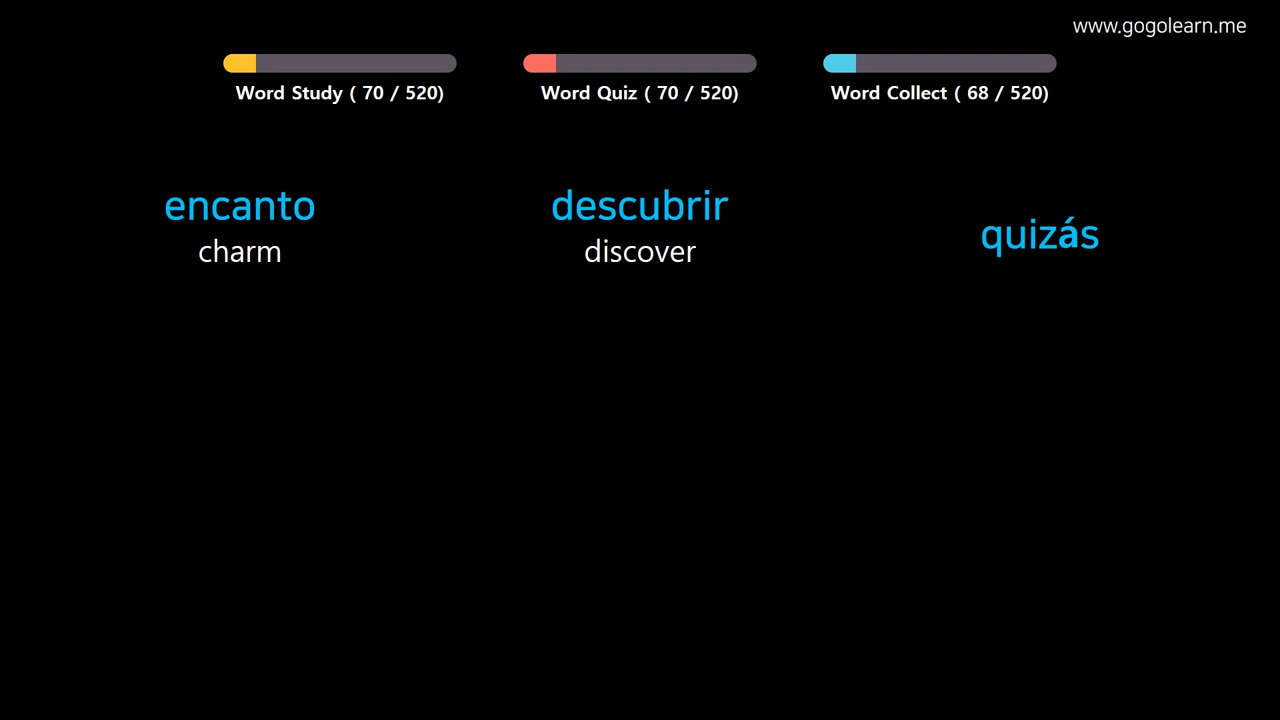 www.gogolearn.me
Word Study ( 70 / 520)
Word Quiz ( 70 / 520)
Word Collect ( 68 / 520)
encanto
charm
descubrir
discover
quizás